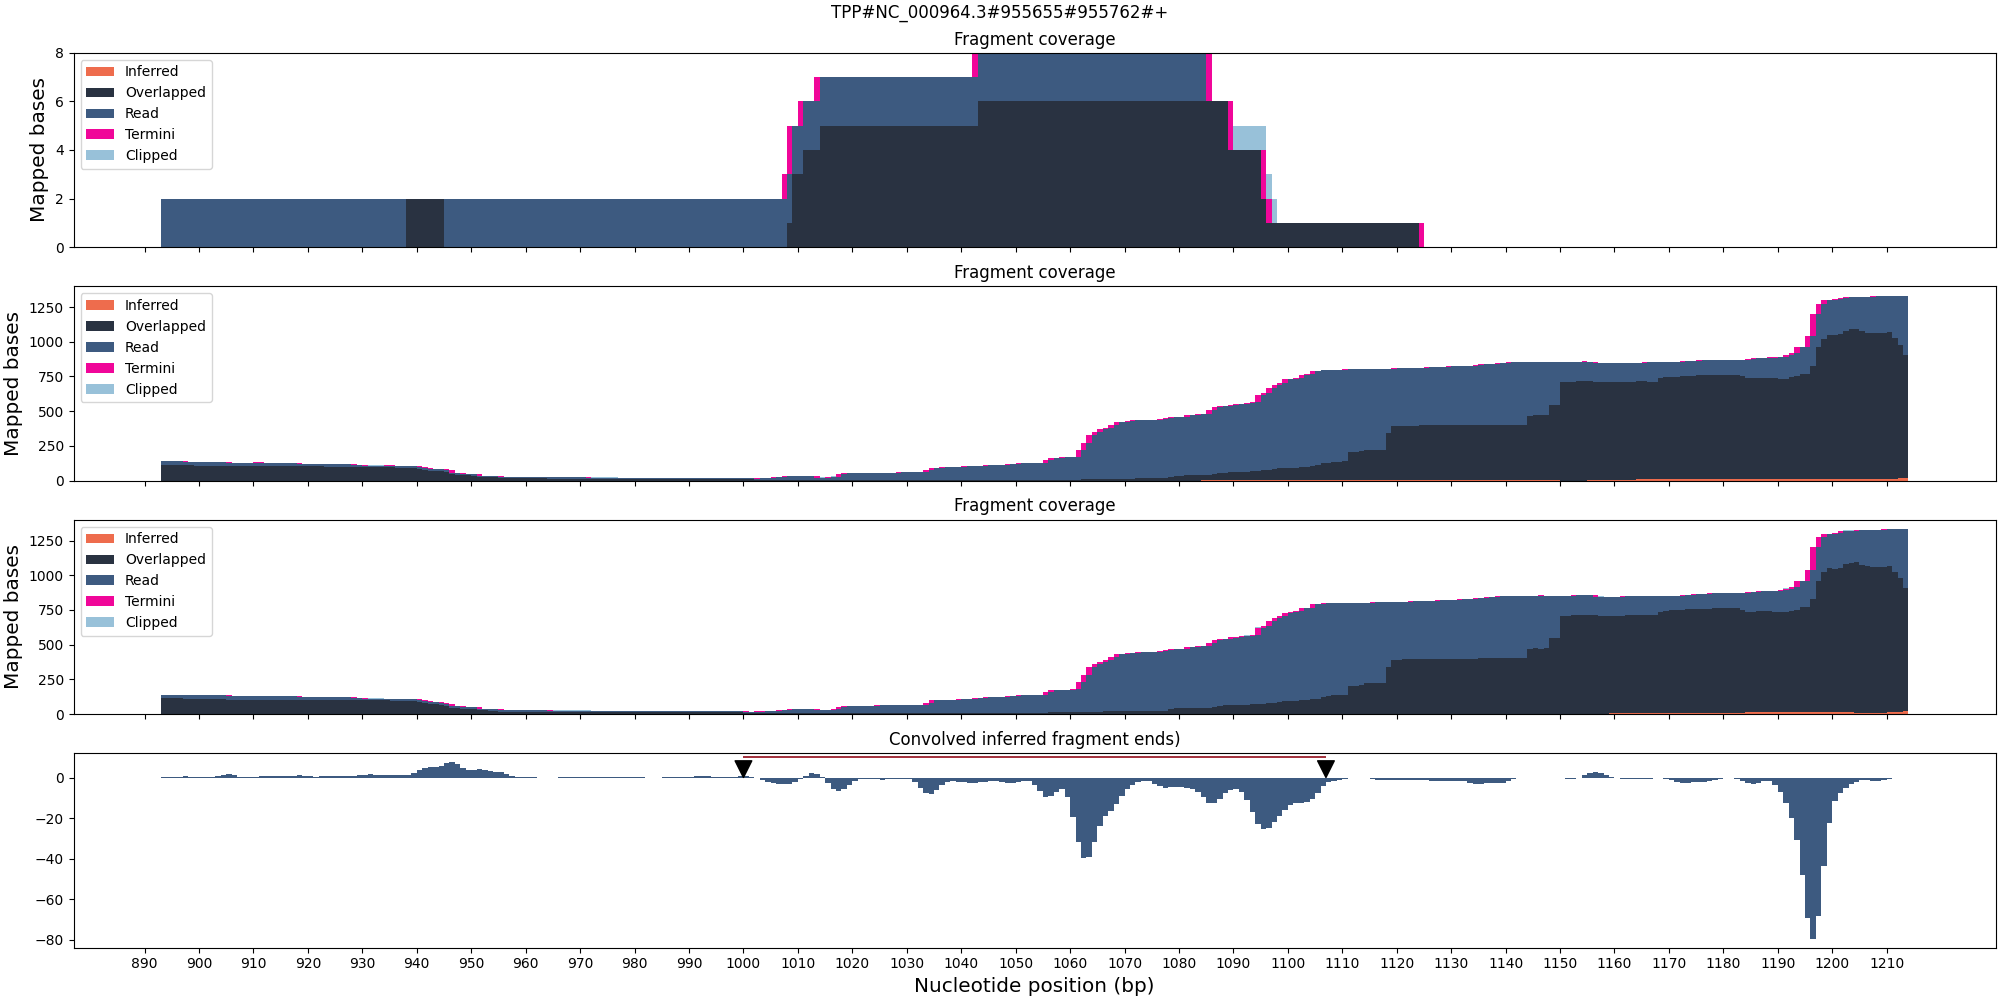 TPP#NC_000964.3#955655#955762#+
Fragment coverage
Mapped bases
8
6
4
2
0
Inferred
Overlapped
Read
Termini
Clipped
Fragment coverage
Mapped bases
1250
1000
750
500
250
0
Inferred
Overlapped
Read
Termini
Clipped
Fragment coverage
Mapped bases
1250
1000
750
500
250
0
Inferred
Overlapped
Read
Termini
Clipped
Convolved inferred fragment ends)
0
−20
−40
−60
−80
890 900 910 920 930 940 950 960 970 980 990 1000 1010 1020 1030 1040 1050 1060 1070 1080 1090 1100 1110 1120 1130 1140 1150 1160 1170 1180 1190 1200 1210
Nucleotide position (bp)